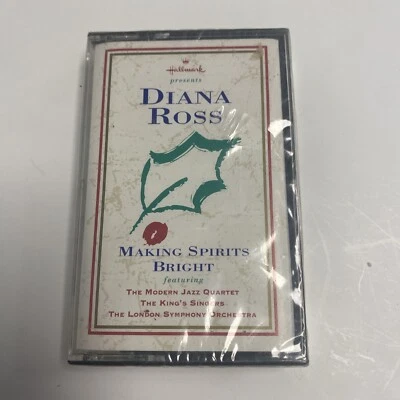 Hallmark
presents
DIANA
ROSS
MAKING SPIRITS
BRIGHT
featuring
THE MODERN JAZZ QUARTET
THE KING'S SINGERS
THE LONDON SYMPHONY ORCHESTRA